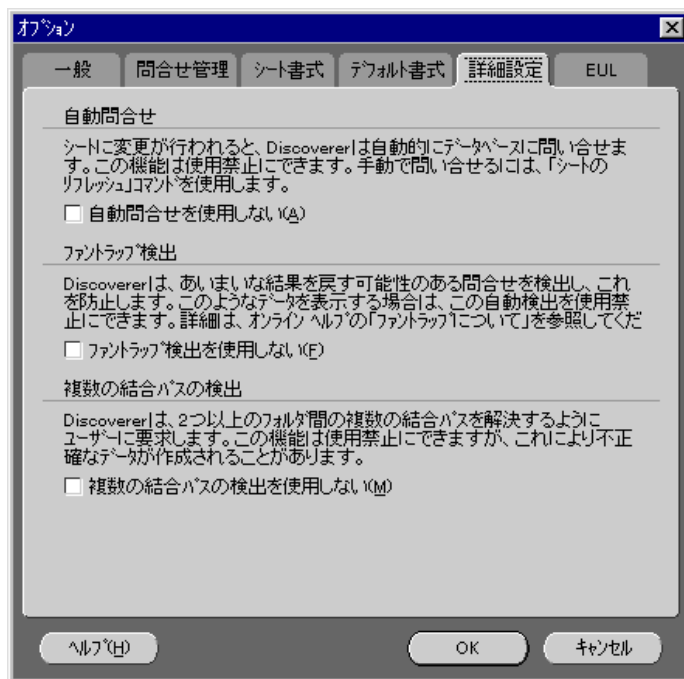 オプション
一般 問合せ管理 シート書式 デフォルト書式 詳細設定 EUL
自動問合せ
シートに変更が行われると、Discovererは自動的にデータベースに問い合せま
す。この機能は使用禁止にできます。手動で問い合せるには、「シートの
リフレッシュ」コマンドを使用します。
自動問合せを使用しない(A)
ファントラップ検出
Discovererは、あいまいな結果を戻す可能性のある問合せを検出し、これ
を防止します。このようなデータを表示する場合は、この自動検出を使用禁
止にできます。詳細は、オンライン ヘルプの「ファントラップについて」を参照してくだ
ファントラップ検出を使用しない(F)
複数の結合パスの検出
Discovererは、2つ以上のフォルダ間の複数の結合パスを解決するように
ユーザーに要求します。この機能は使用禁止にできますが、これにより不正
確なデータが作成されることがあります。
複数の結合パスの検出を使用しない(M)
ヘルプ(H) OK キャンセル